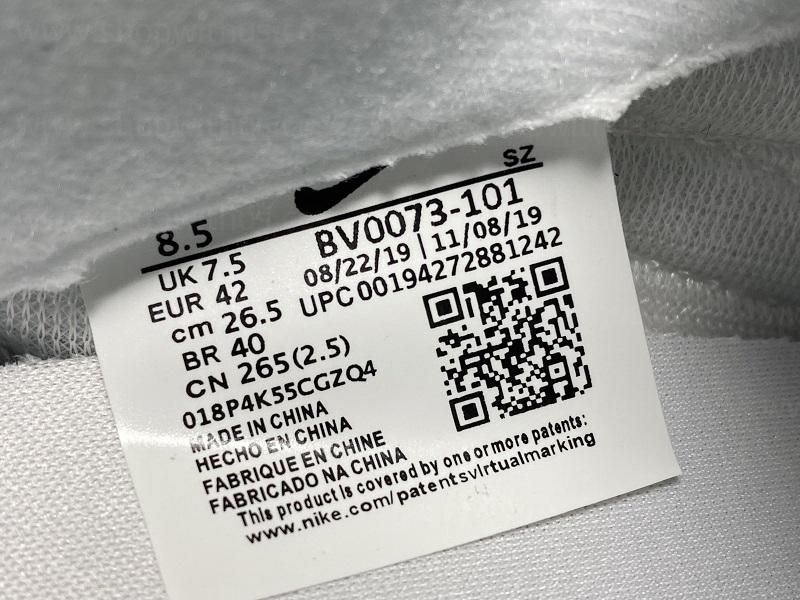 SZ
8.5
BV0073-101
UK 7.5
08/22/19 | 11/08/19
EUR 42
UPC 00194272881242
cm 26.5
BR 40
CN 265(2.5)
018P4K55CGZQ4
MADE IN CHINA
HECHO EN CHINA
FABRIQUE EN CHINE
FABRICADO NA CHINA
This product is covered by one or more patents:
www.nike.com/patentsvirtualmarking